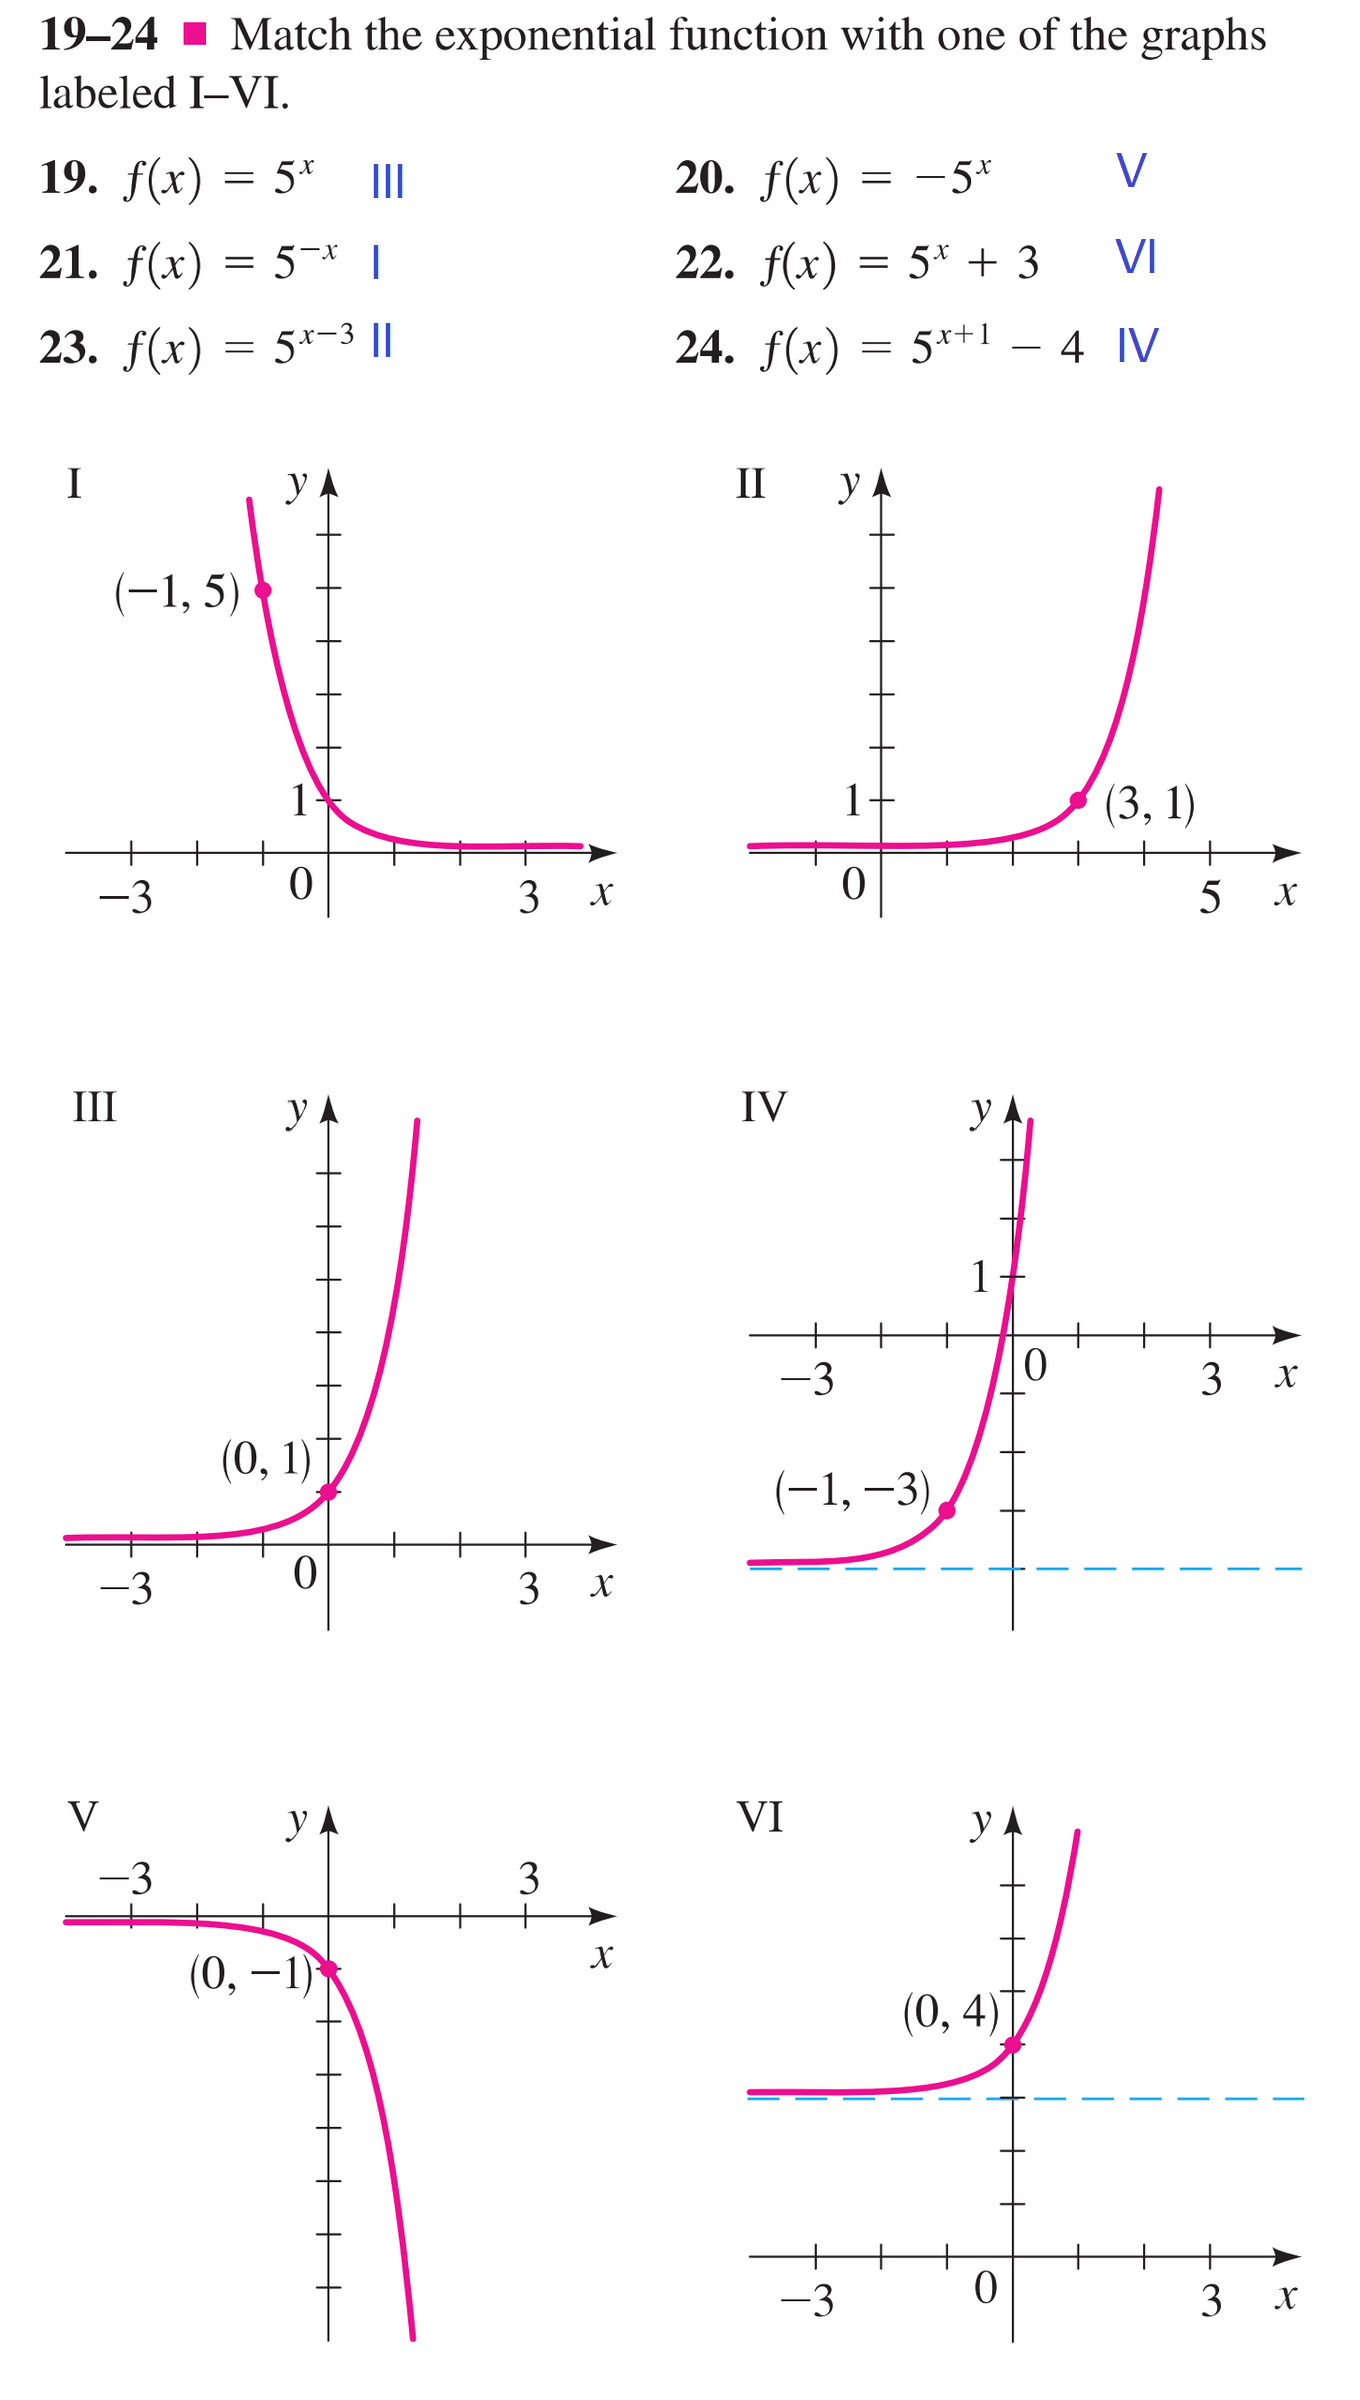 19–24 ■ Match the exponential function with one of the graphs
labeled I–VI.
19. f(x) = 5^x III 20. f(x) = −5^x V
21. f(x) = 5^{−x} I 22. f(x) = 5^x + 3 VI
23. f(x) = 5^{x−3} II 24. f(x) = 5^{x+1} − 4 IV
I y II y
(−1, 5)
1 1 (3, 1)
−3 0 3 x 0 5 x
III y IV y
1
−3 0 3 x
(0, 1) (−1, −3)
−3 0 3 x
V y VI y
−3 3
x
(0, −1) (0, 4)
−3 0 3 x